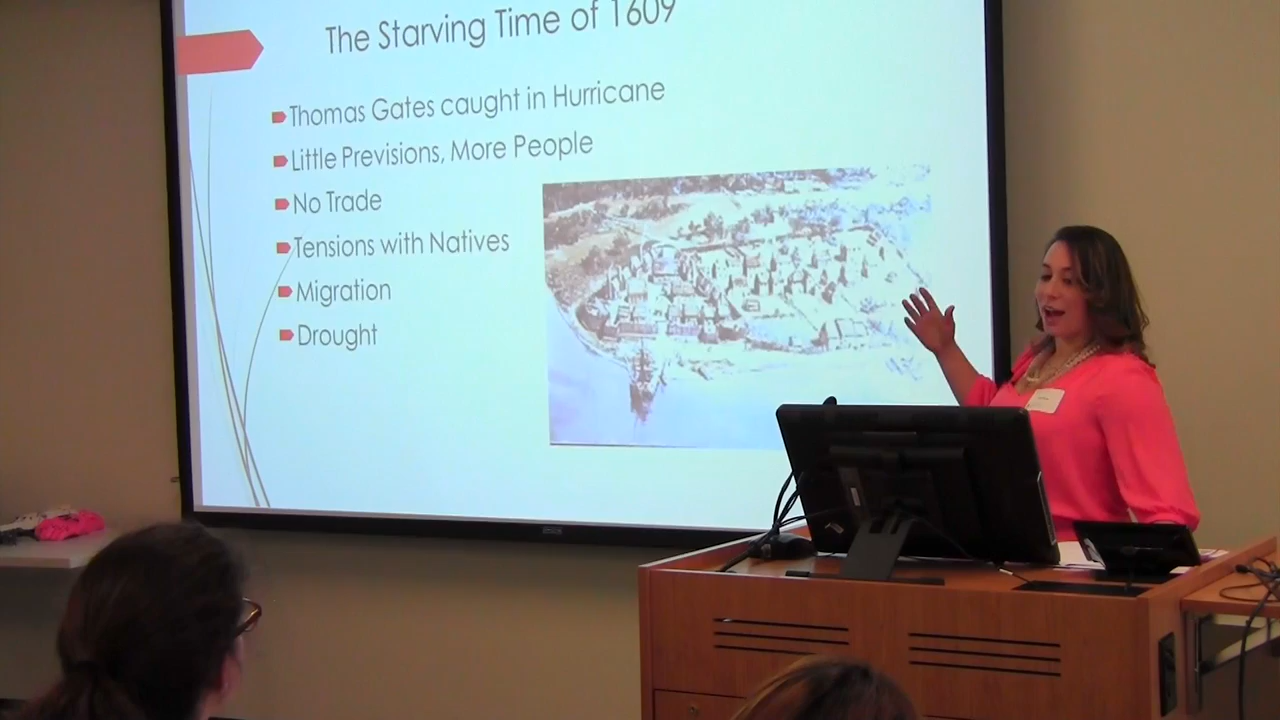 The Starving Time of 1609
Thomas Gates caught in Hurricane
Little Previsions, More People
No Trade
Tensions with Natives
Migration
Drought